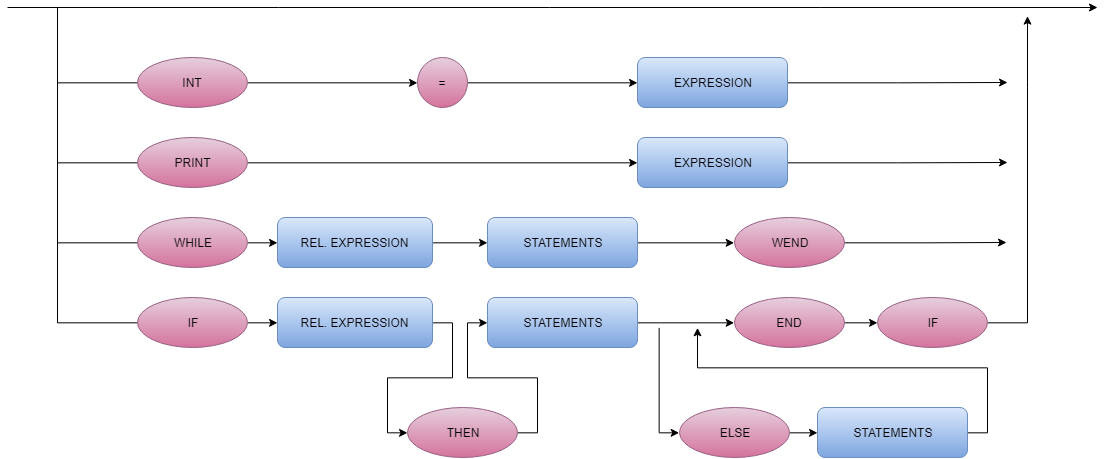 INT = EXPRESSION
PRINT EXPRESSION
WHILE REL. EXPRESSION STATEMENTS WEND
IF REL. EXPRESSION STATEMENTS END IF
THEN ELSE STATEMENTS